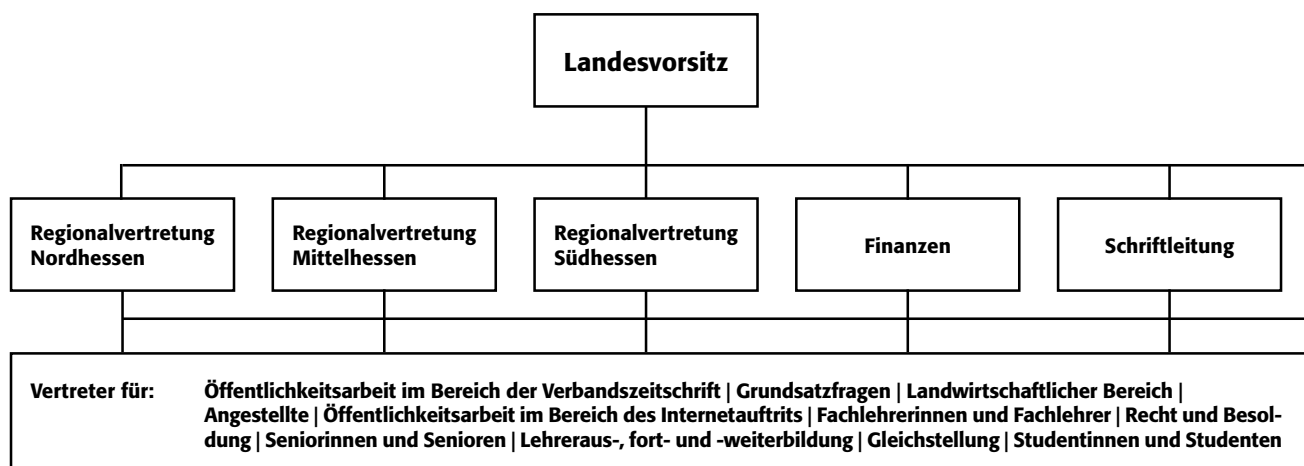 Landesvorsitz
Regionalvertretung
Nordhessen
Regionalvertretung
Mittelhessen
Regionalvertretung
Südhessen
Finanzen
Schriftleitung
Vertreter für: Öffentlichkeitsarbeit im Bereich der Verbandszeitschrift | Grundsatzfragen | Landwirtschaftlicher Bereich |
Angestellte | Öffentlichkeitsarbeit im Bereich des Internetauftrits | Fachlehrerinnen und Fachlehrer | Recht und Besol-
dung | Seniorinnen und Senioren | Lehreraus-, fort- und -weiterbildung | Gleichstellung | Studentinnen und Studenten